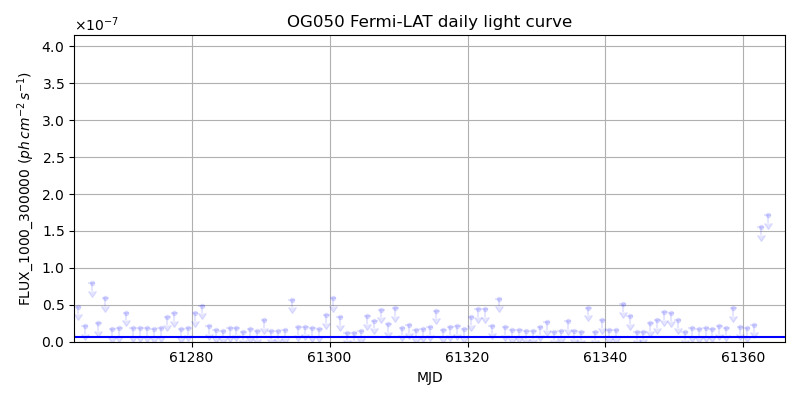 OG050 Fermi-LAT daily light curve
×10⁻⁷
4.0
3.5
3.0
2.5
2.0
1.5
1.0
0.5
0.0
FLUX_1000_300000 (ph cm⁻² s⁻¹)
61280 61300 61320 61340 61360
MJD